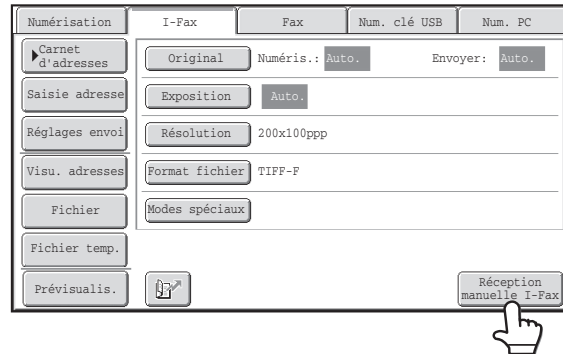 Numérisation I-Fax Fax Num. clé USB Num. PC
Carnet
d'adresses
Original Numéris.: Auto. Envoyer: Auto.
Saisie adresse
Exposition Auto.
Réglages envoi
Résolution 200x100ppp
Visu. adresses
Format fichier TIFF-F
Fichier
Modes spéciaux
Fichier temp.
Prévisualis.
Réception
manuelle I-Fax